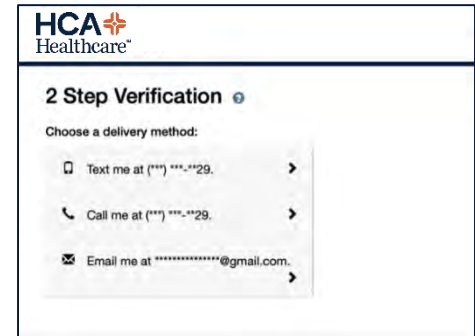 HCA
Healthcare™
2 Step Verification ?
Choose a delivery method:
Text me at (***) ***-**29.
Call me at (***) ***-**29.
Email me at ***************@gmail.com.